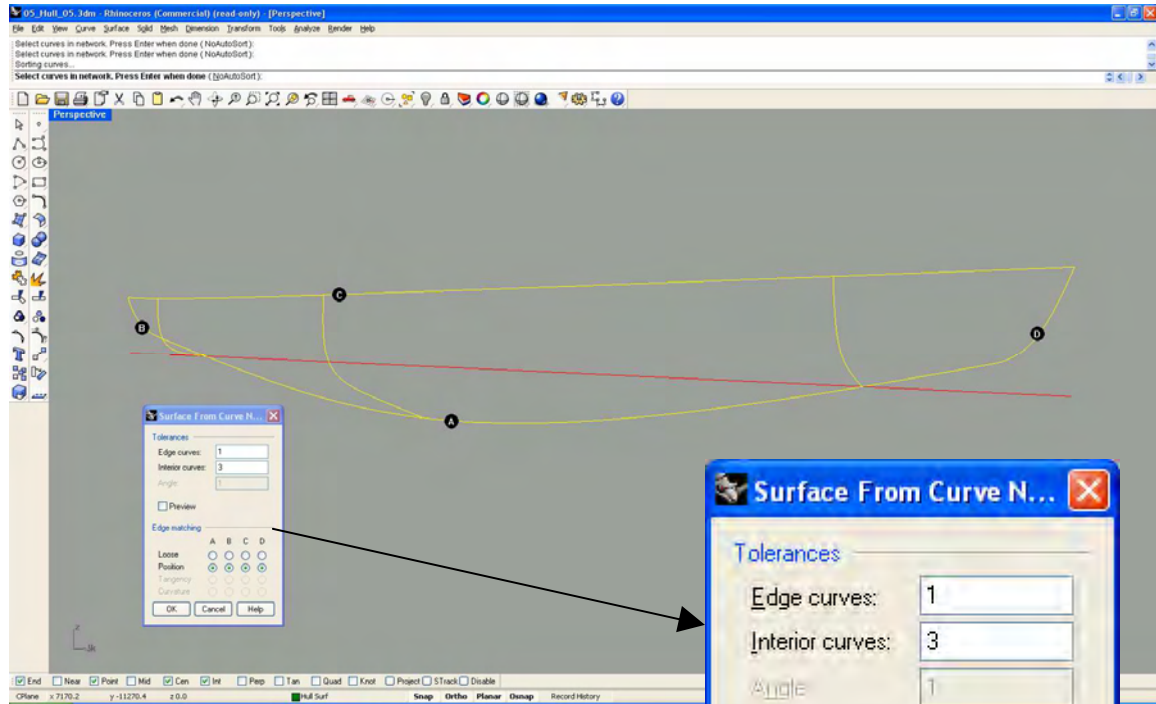 05_Hull_05.3dm - Rhinoceros (Commercial) (read-only) - [Perspective]
File Edit View Curve Surface Solid Mesh Dimension Transform Tools Analyze Render Help
Select curves in network. Press Enter when done ( NoAutoSort ):
Select curves in network. Press Enter when done ( NoAutoSort ):
Sorting curves...
Select curves in network. Press Enter when done ( NoAutoSort ):
Perspective
C
B
D
A
Surface From Curve N...
Tolerances
Edge curves: 1
Interior curves: 3
Angle: 1
Preview
Edge matching
A B C D
Loose
Position
Tangency
Curvature
OK Cancel Help
Surface From Curve N...
Tolerances
Edge curves: 1
Interior curves: 3
Angle 1
z
End Near Point Mid Cen Int Perp Tan Quad Knot Project STrack Disable
CPlane x 7170.2 y -11270.4 z 0.0 Hull Surf Snap Ortho Planar Osnap Record History